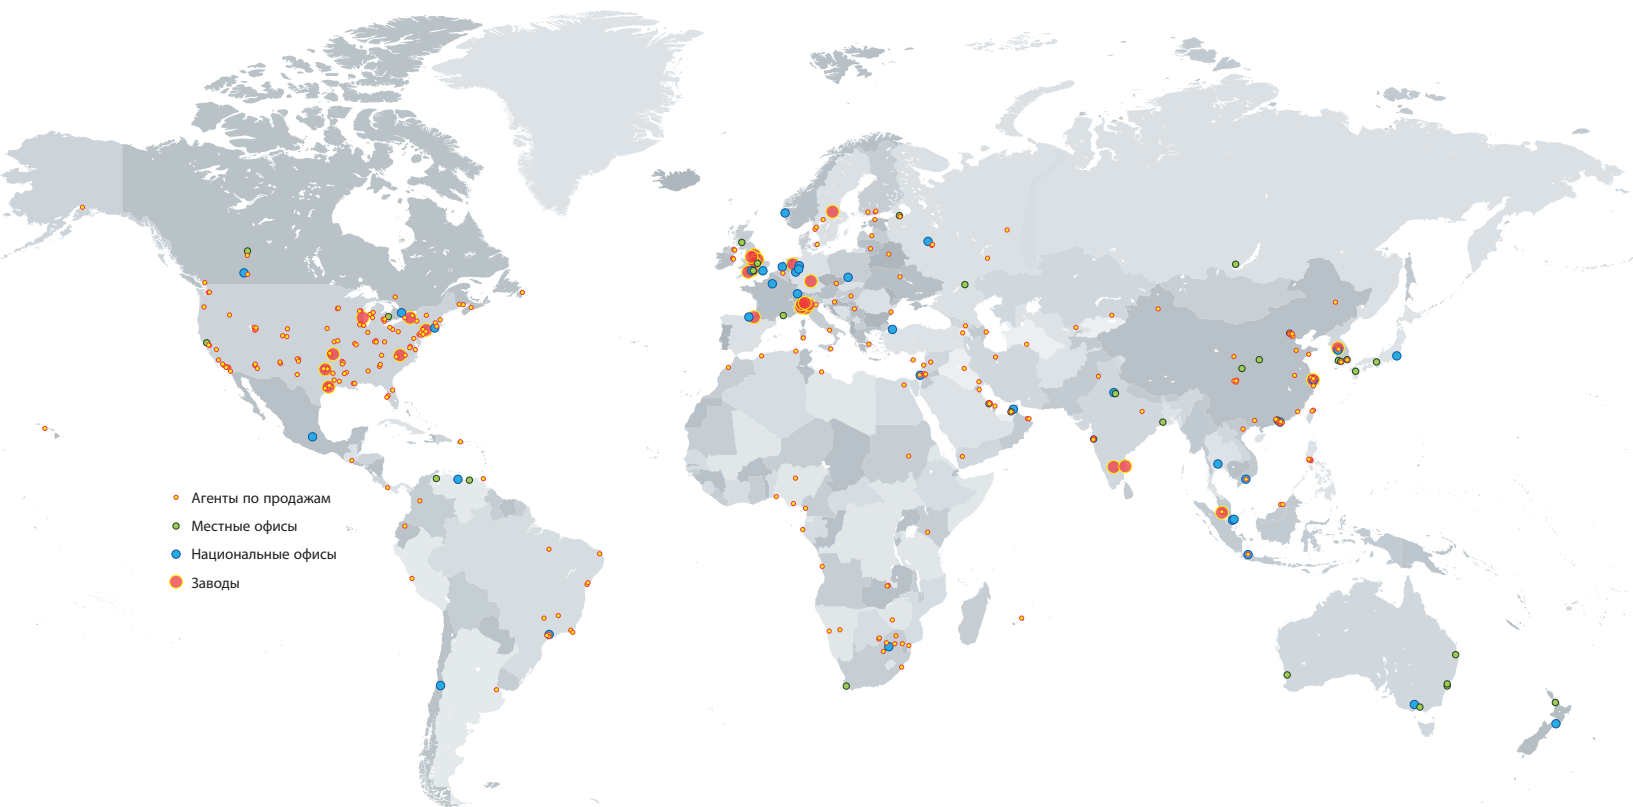 Агенты по продажам
Местные офисы
Национальные офисы
Заводы